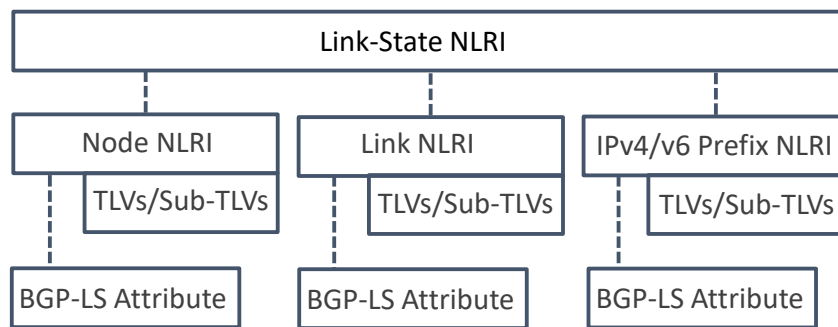 Link-State NLRI
Node NLRI
Link NLRI
IPv4/v6 Prefix NLRI
TLVs/Sub-TLVs
TLVs/Sub-TLVs
TLVs/Sub-TLVs
BGP-LS Attribute
BGP-LS Attribute
BGP-LS Attribute